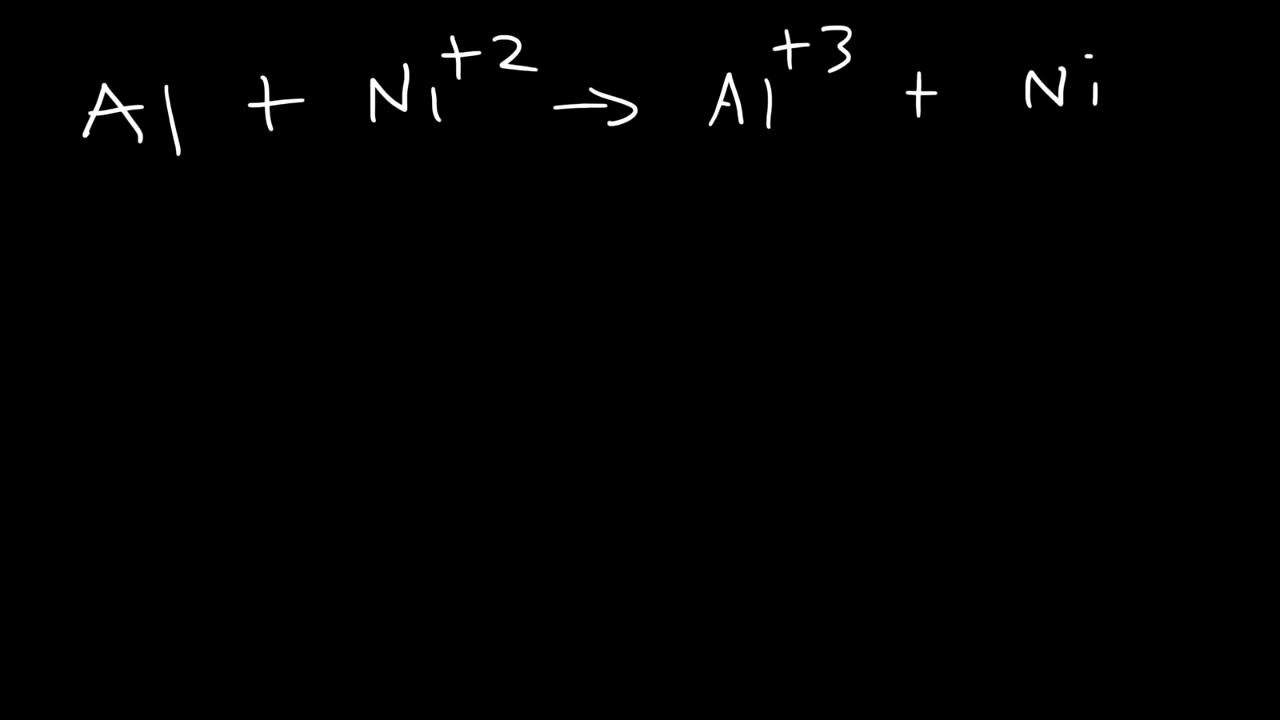 Al + Ni⁺² → Al⁺³ + Ni